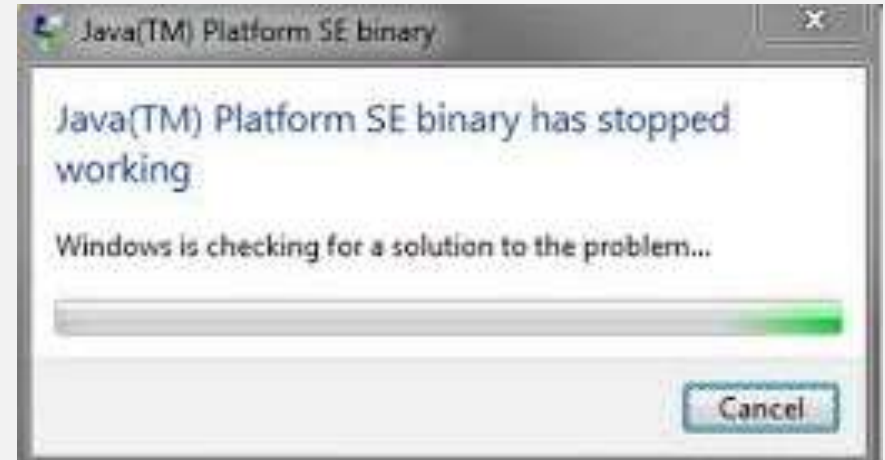 Java(TM) Platform SE binary
Java(TM) Platform SE binary has stopped
working
Windows is checking for a solution to the problem...
Cancel